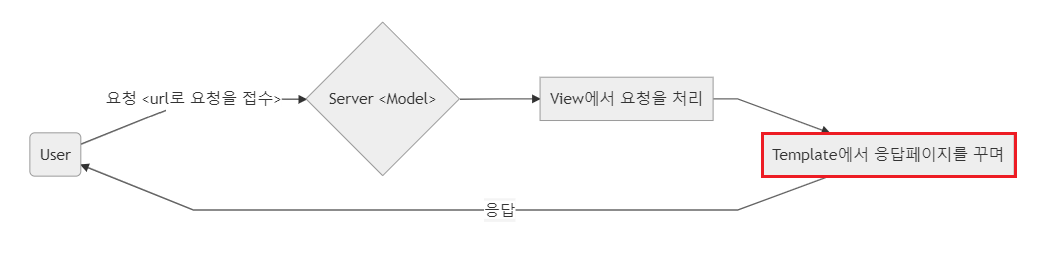 요청 <url로 요청을 접수>
Server <Model>
View에서 요청을 처리
User
Template에서 응답페이지를 꾸며
응답